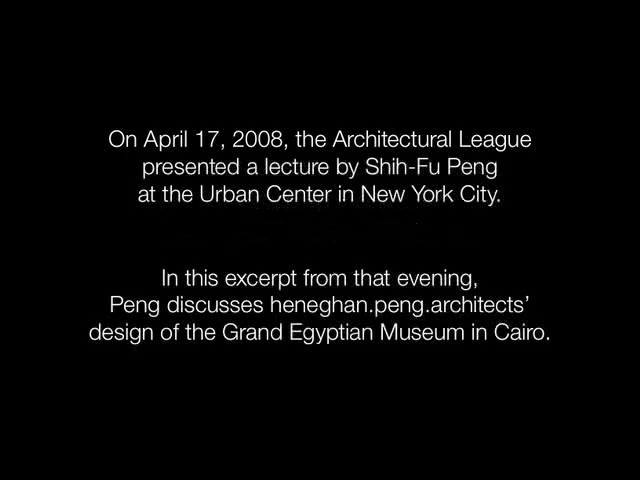 On April 17, 2008, the Architectural League
presented a lecture by Shih-Fu Peng
at the Urban Center in New York City.
In this excerpt from that evening,
Peng discusses heneghan.peng.architects’
design of the Grand Egyptian Museum in Cairo.